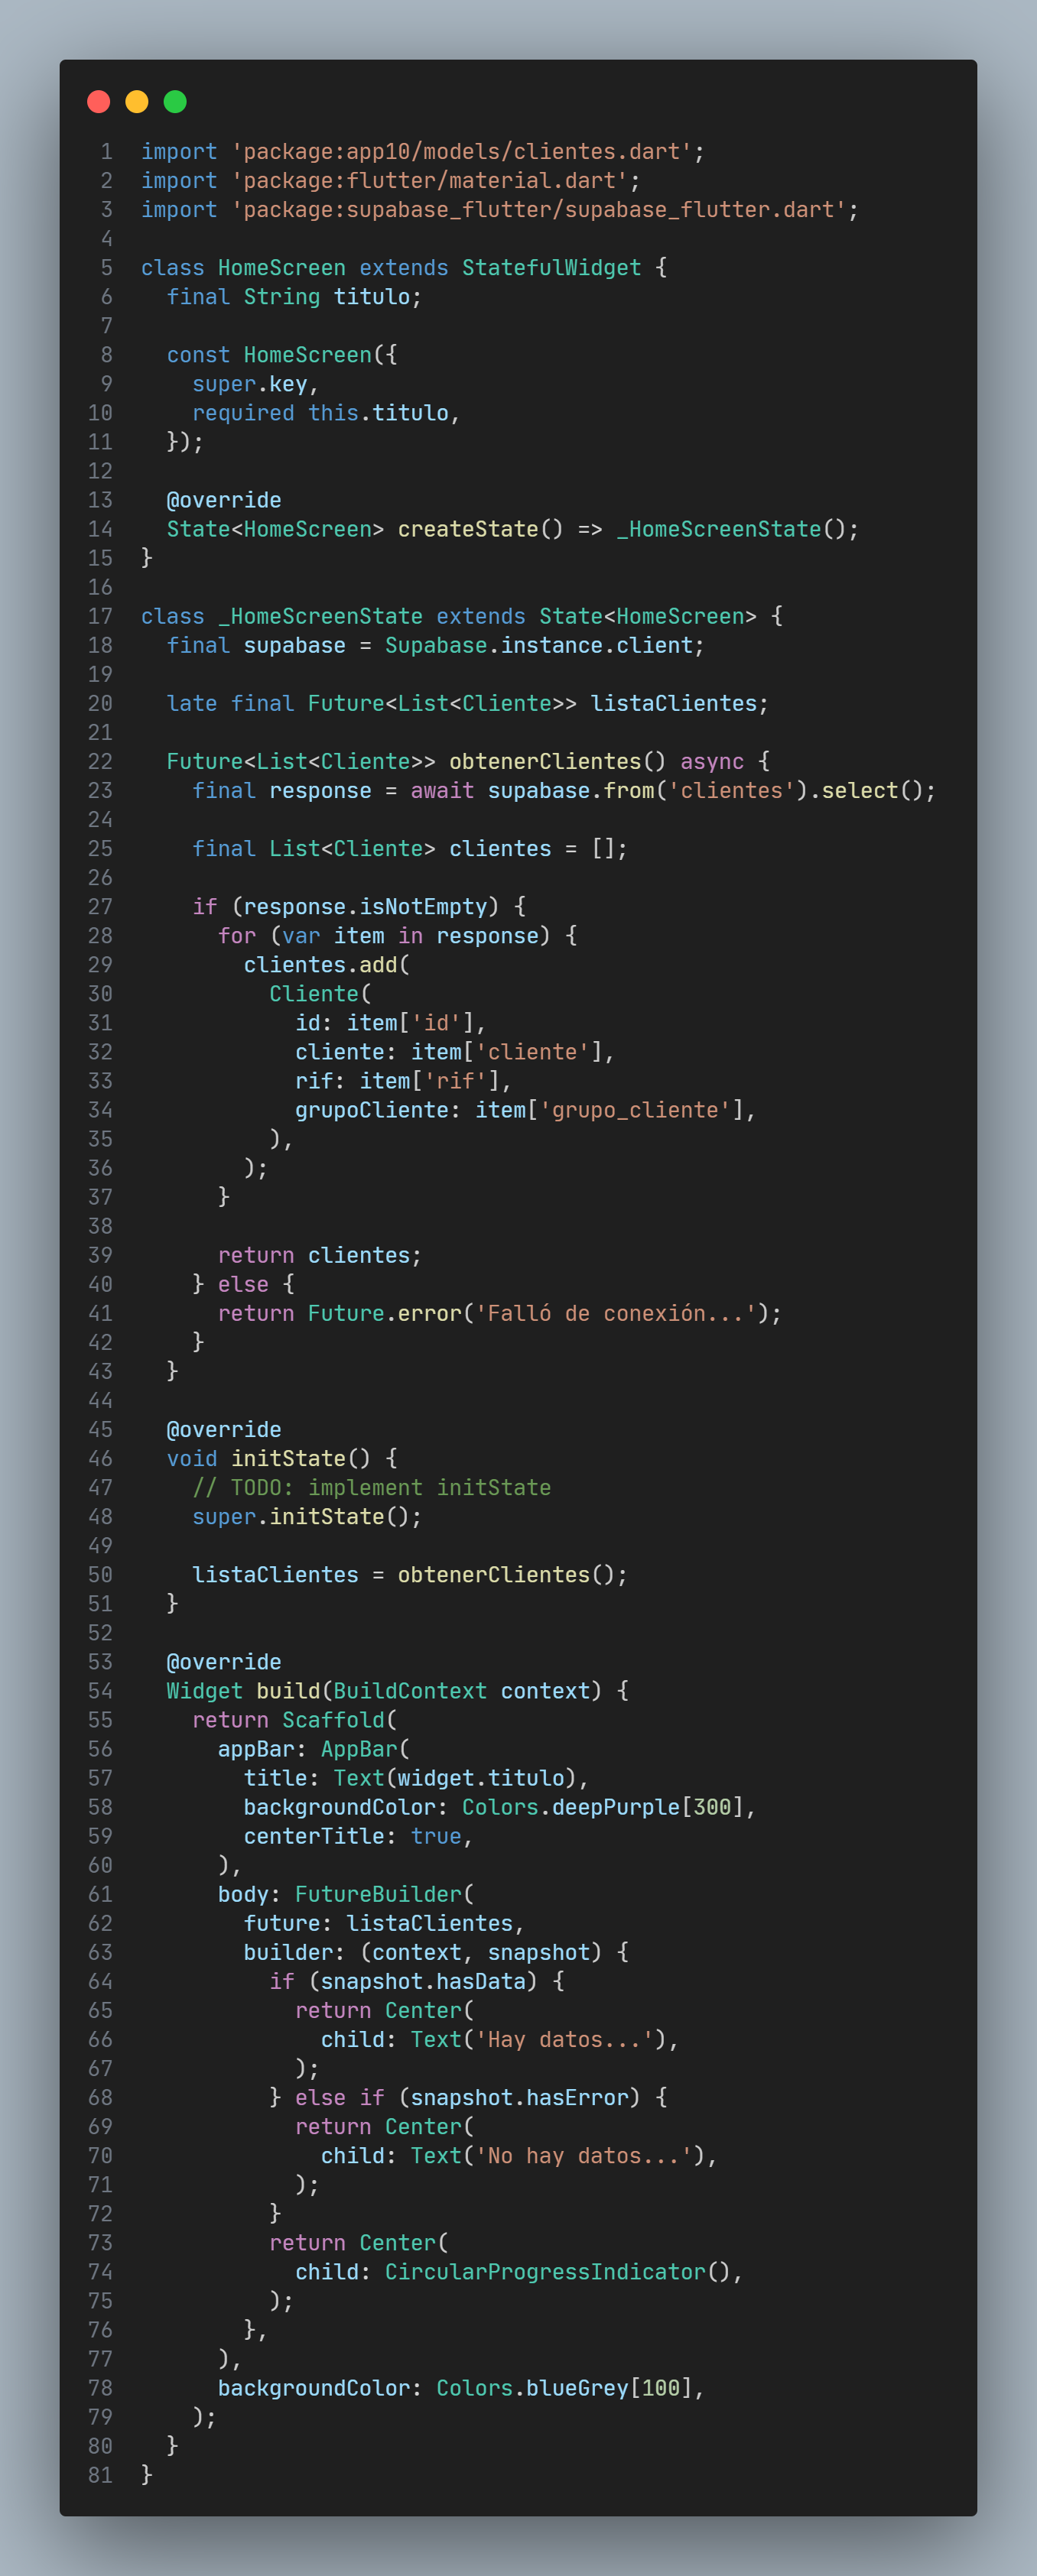 1 import 'package:app10/models/clientes.dart';
2 import 'package:flutter/material.dart';
3 import 'package:supabase_flutter/supabase_flutter.dart';
4
5 class HomeScreen extends StatefulWidget {
6   final String titulo;
7
8   const HomeScreen({
9     super.key,
10     required this.titulo,
11   });
12
13   @override
14   State<HomeScreen> createState() => _HomeScreenState();
15 }
16
17 class _HomeScreenState extends State<HomeScreen> {
18   final supabase = Supabase.instance.client;
19
20   late final Future<List<Cliente>> listaClientes;
21
22   Future<List<Cliente>> obtenerClientes() async {
23     final response = await supabase.from('clientes').select();
24
25     final List<Cliente> clientes = [];
26
27     if (response.isNotEmpty) {
28       for (var item in response) {
29         clientes.add(
30           Cliente(
31             id: item['id'],
32             cliente: item['cliente'],
33             rif: item['rif'],
34             grupoCliente: item['grupo_cliente'],
35           ),
36         );
37       }
38
39       return clientes;
40     } else {
41       return Future.error('Falló de conexión...');
42     }
43   }
44
45   @override
46   void initState() {
47     // TODO: implement initState
48     super.initState();
49
50     listaClientes = obtenerClientes();
51   }
52
53   @override
54   Widget build(BuildContext context) {
55     return Scaffold(
56       appBar: AppBar(
57         title: Text(widget.titulo),
58         backgroundColor: Colors.deepPurple[300],
59         centerTitle: true,
60       ),
61       body: FutureBuilder(
62         future: listaClientes,
63         builder: (context, snapshot) {
64           if (snapshot.hasData) {
65             return Center(
66               child: Text('Hay datos...'),
67             );
68           } else if (snapshot.hasError) {
69             return Center(
70               child: Text('No hay datos...'),
71             );
72           }
73           return Center(
74             child: CircularProgressIndicator(),
75           );
76         },
77       ),
78       backgroundColor: Colors.blueGrey[100],
79     );
80   }
81 }